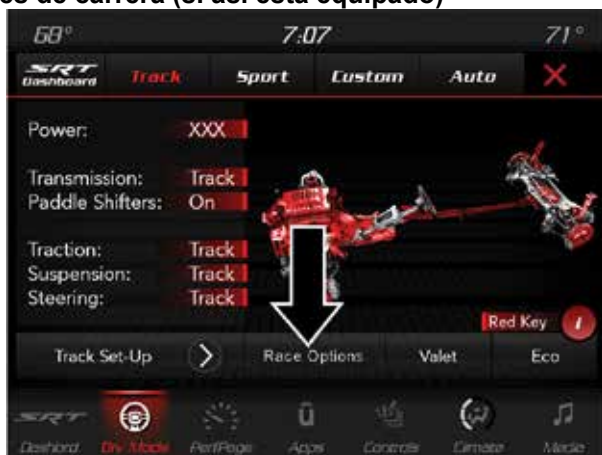 es de carrera (si así está equipado)
68° 7:07 71°
SRT Dashboard Track Sport Custom Auto X
Power: XXX
Transmission: Track
Paddle Shifters: On
Traction: Track
Suspension: Track
Steering: Track
Red Key i
Track Set-Up > Race Options Valet Eco
SRT
Dashbord Drv Mode PerfPage Apps Controls Climate Media